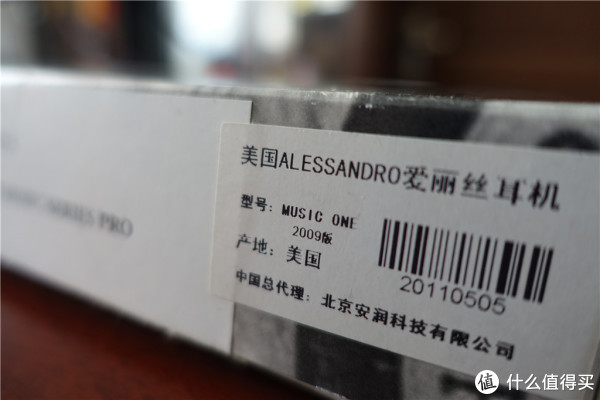 SERIES PRO
美国ALESSANDRO爱丽丝耳机
型号: MUSIC ONE
2009版
产地: 美国
20110505
中国总代理: 北京安润科技有限公司
值 什么值得买